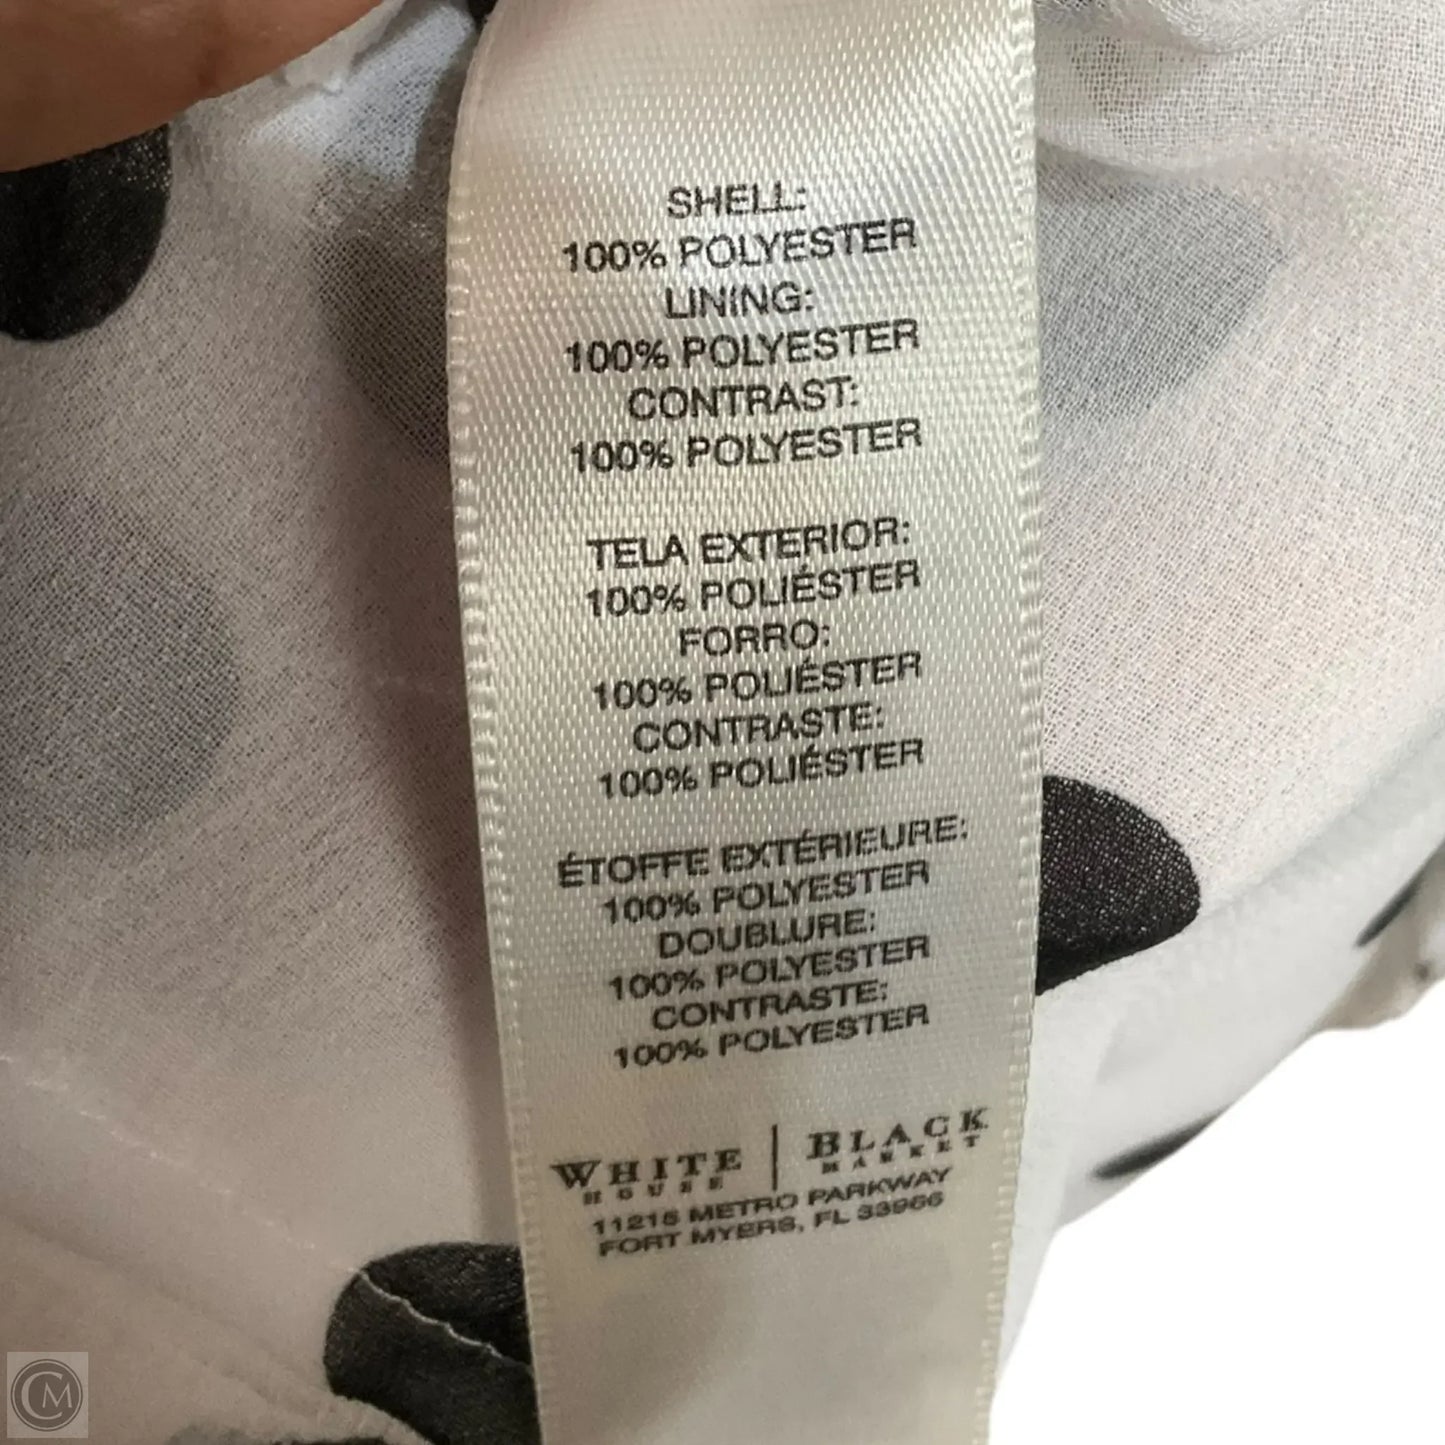 SHELL:
100% POLYESTER
LINING:
100% POLYESTER
CONTRAST:
100% POLYESTER
TELA EXTERIOR:
100% POLIÉSTER
FORRO:
100% POLIÉSTER
CONTRASTE:
100% POLIÉSTER
ÉTOFFE EXTÉRIEURE:
100% POLYESTER
DOUBLURE:
100% POLYESTER
CONTRASTE:
100% POLYESTER
WHITE HOUSE | BLACK MARKET
11215 METRO PARKWAY
FORT MYERS, FL 33966
CM